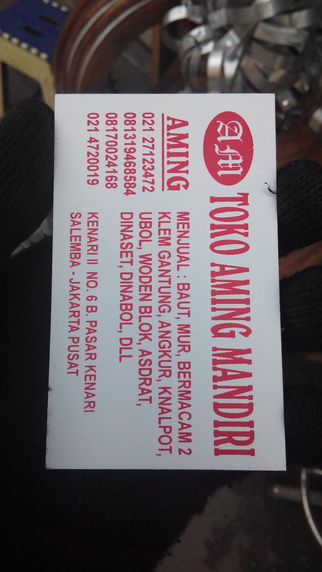 AM
TOKO AMING MANDIRI
MENJUAL : BAUT, MUR, BERMACAM 2
KLEM GANTUNG, ANGKUR, KNALPOT,
UBOL, WODEN BLOK, ASDRAT,
DINASET, DINABOL, DLL
AMING
021 27123472
081319468584
08170024168
021 4720019
KENARI II NO. 6 B. PASAR KENARI
SALEMBA - JAKARTA PUSAT